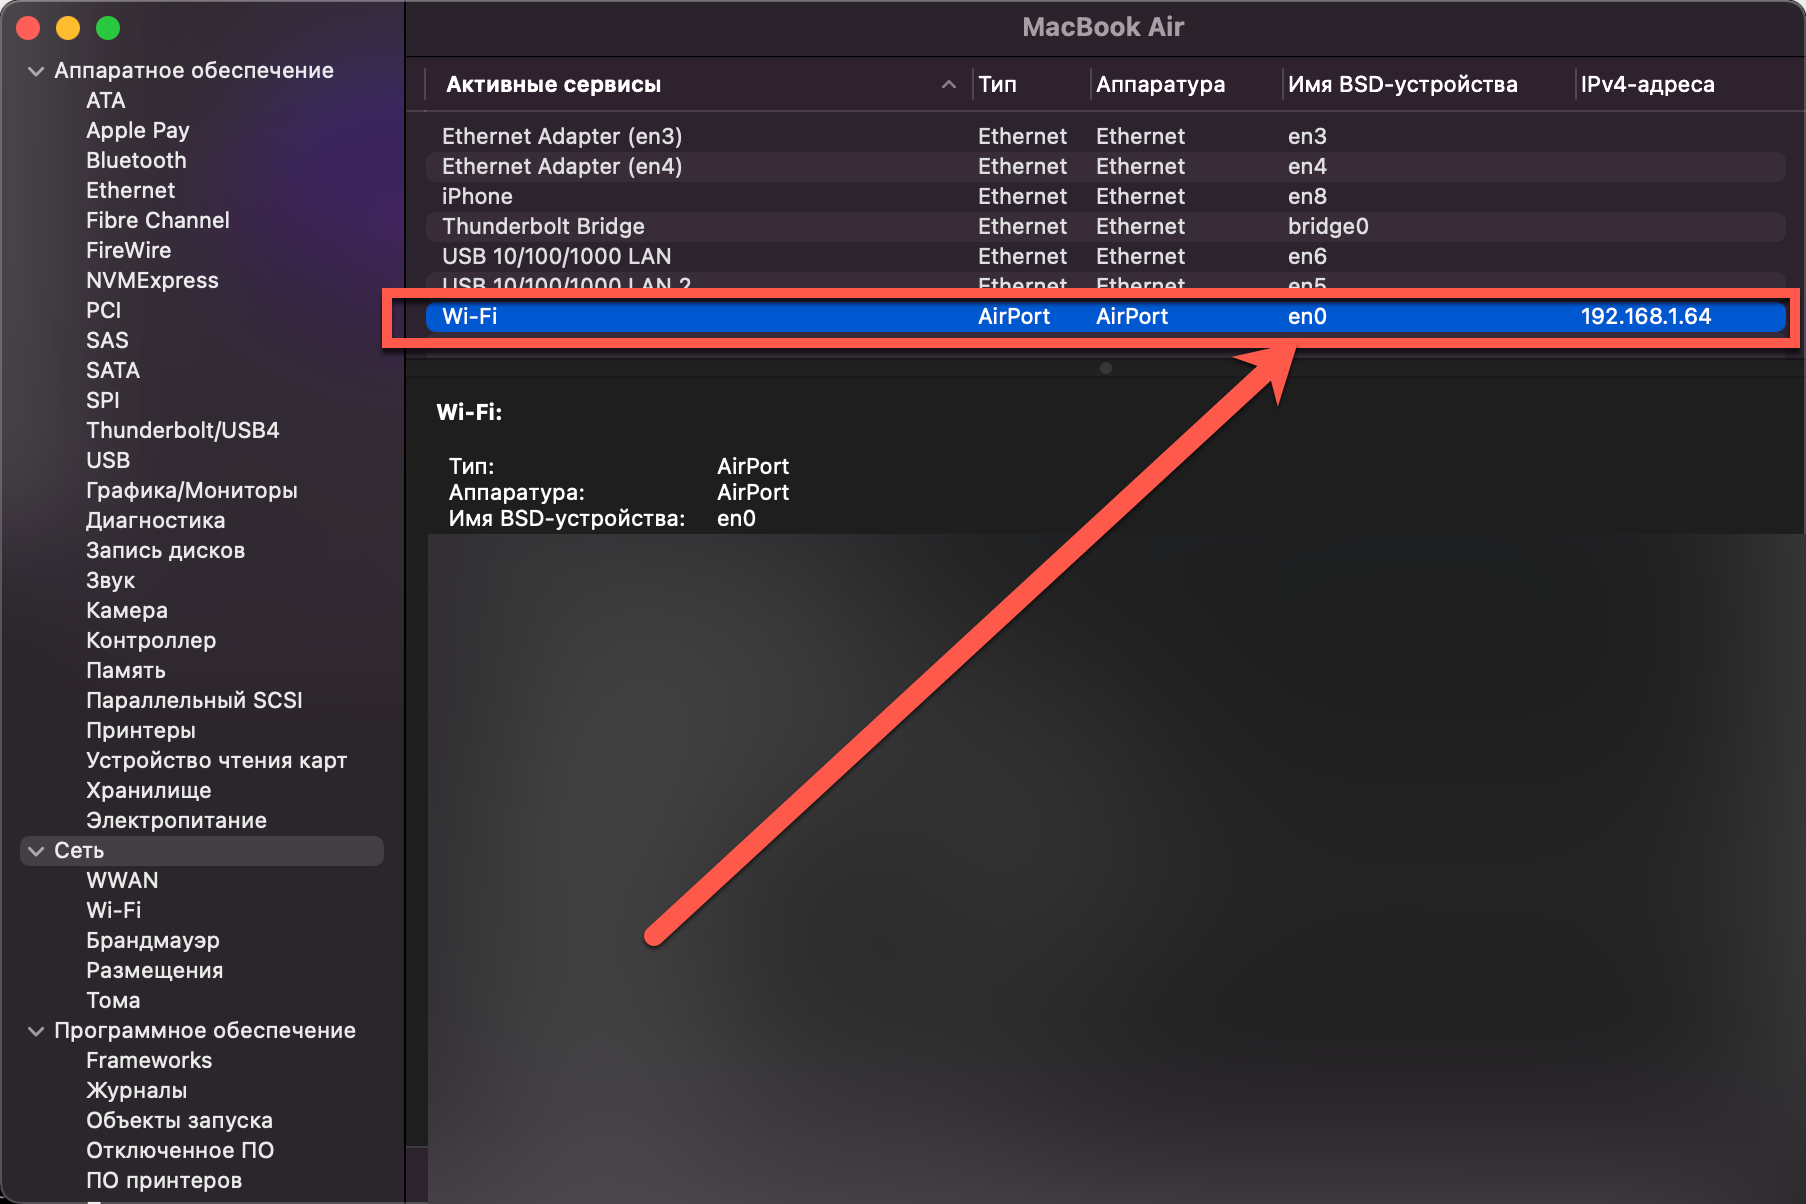 MacBook Air
Аппаратное обеспечение
ATA
Apple Pay
Bluetooth
Ethernet
Fibre Channel
FireWire
NVMExpress
PCI
SAS
SATA
SPI
Thunderbolt/USB4
USB
Графика/Мониторы
Диагностика
Запись дисков
Звук
Камера
Контроллер
Память
Параллельный SCSI
Принтеры
Устройство чтения карт
Хранилище
Электропитание
Сеть
WWAN
Wi-Fi
Брандмауэр
Размещения
Тома
Программное обеспечение
Frameworks
Журналы
Объекты запуска
Отключенное ПО
ПО принтеров
Активные сервисы Тип Аппаратура Имя BSD-устройства IPv4-адреса
Ethernet Adapter (en3) Ethernet Ethernet en3
Ethernet Adapter (en4) Ethernet Ethernet en4
iPhone Ethernet Ethernet en8
Thunderbolt Bridge Ethernet Ethernet bridge0
USB 10/100/1000 LAN Ethernet Ethernet en6
USB 10/100/1000 LAN 2 Ethernet Ethernet en5
Wi-Fi AirPort AirPort en0 192.168.1.64
Wi-Fi:
Тип: AirPort
Аппаратура: AirPort
Имя BSD-устройства: en0